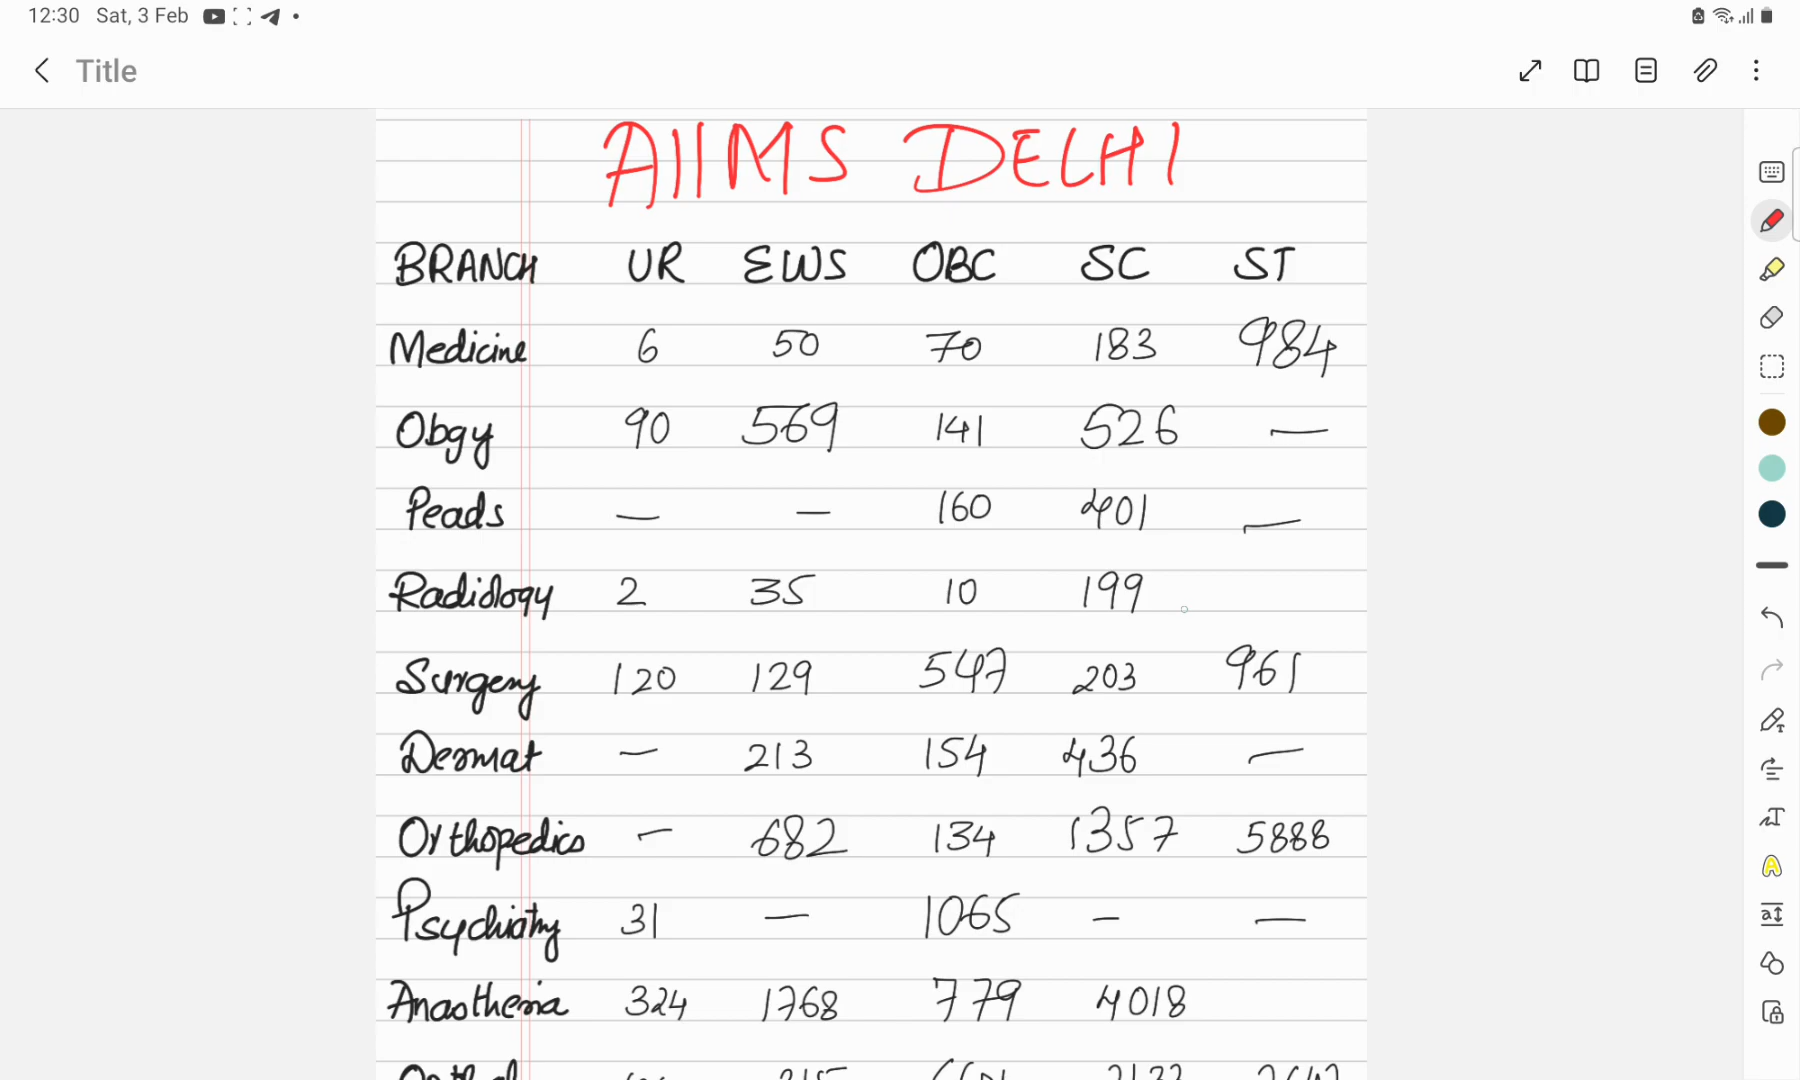 12:30 Sat, 3 Feb
Title
AIIMS DELHI
BRANCH UR EWS OBC SC ST
Medicine 6 50 70 183 984
Obgy 90 569 141 526 —
Peads — — 160 401 —
Radiology 2 35 10 199
Surgery 120 129 547 203 961
Dermat — 213 154 436 —
Orthopedics — 682 134 1357 5888
Psychiatry 31 — 1065 — —
Anasthesia 324 1768 779 4018